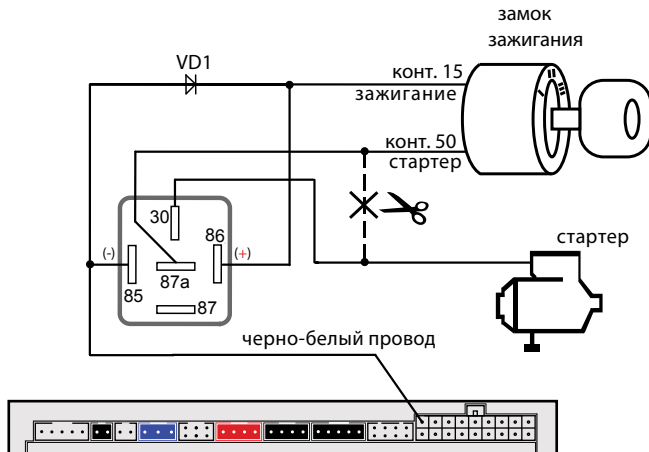 замок
зажигания
VD1
конт. 15
зажигание
конт. 50
стартер
30
86
(-)
(+)
87a
85
87
стартер
черно-белый провод